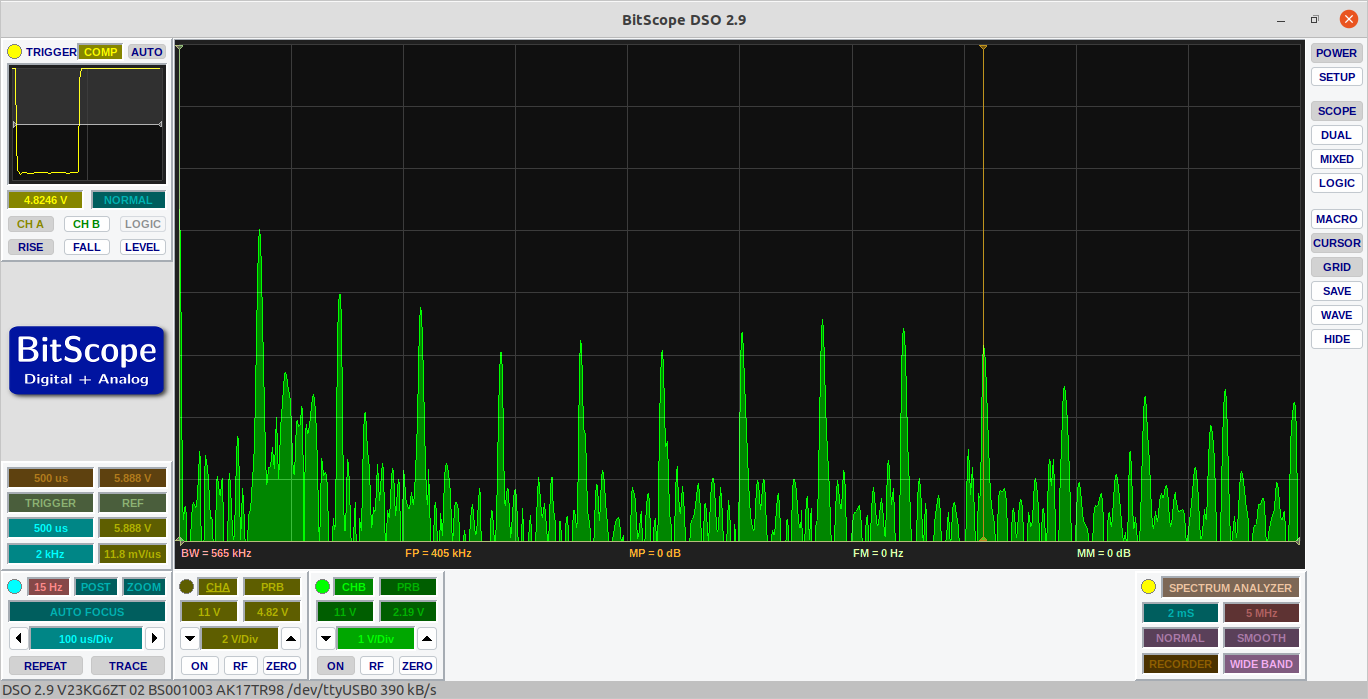 BitScope DSO 2.9
TRIGGER COMP AUTO
4.8246 V NORMAL
CH A CH B LOGIC
RISE FALL LEVEL
BitScope
Digital + Analog
500 us 5.888 V
TRIGGER REF
500 us 5.888 V
2 kHz 11.8 mV/us
BW = 565 kHz FP = 405 kHz MP = 0 dB FM = 0 Hz MM = 0 dB
POWER
SETUP
SCOPE
DUAL
MIXED
LOGIC
MACRO
CURSOR
GRID
SAVE
WAVE
HIDE
15 Hz POST ZOOM
AUTO FOCUS
100 us/Div
REPEAT TRACE
CHA PRB
11 V 4.82 V
2 V/Div
ON RF ZERO
CHB PRB
11 V 2.19 V
1 V/Div
ON RF ZERO
SPECTRUM ANALYZER
2 mS 5 MHz
NORMAL SMOOTH
RECORDER WIDE BAND
DSO 2.9 V23KG6ZT 02 BS001003 AK17TR98 /dev/ttyUSB0 390 kB/s